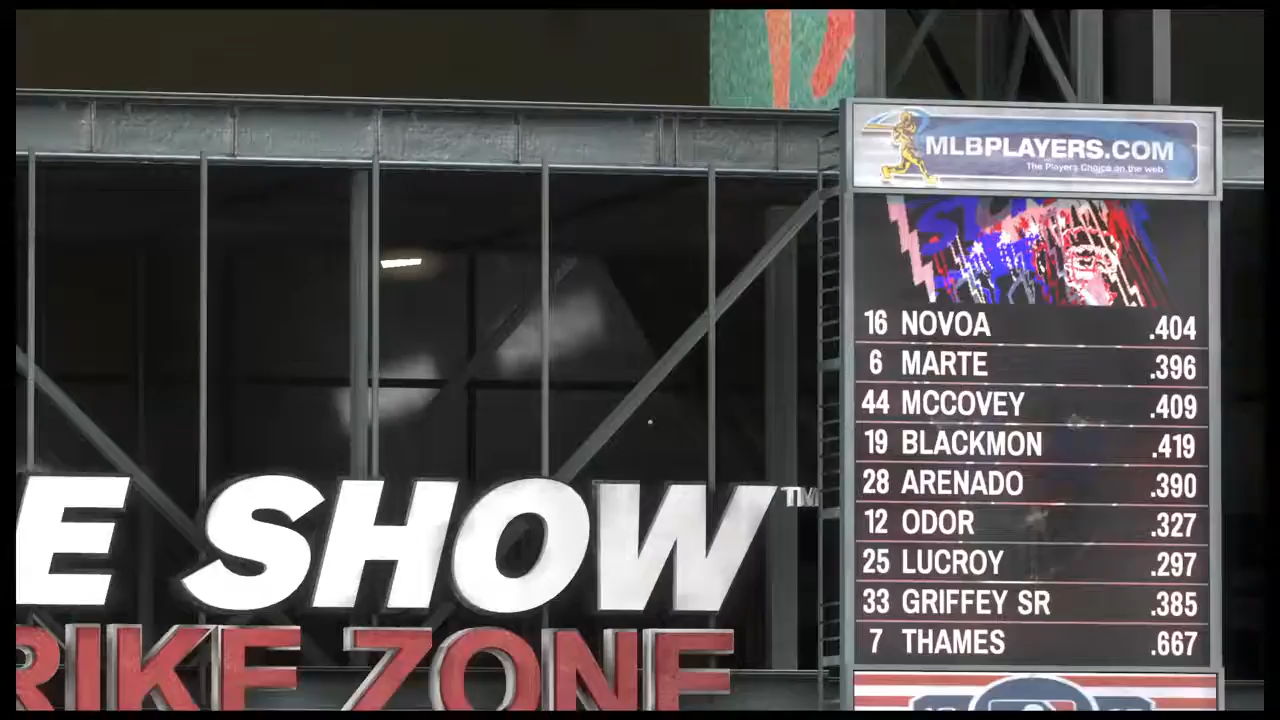 MLBPLAYERS.COM
The Players Choice on the web
16 NOVOA .404
6 MARTE .396
44 MCCOVEY .409
19 BLACKMON .419
28 ARENADO .390
12 ODOR .327
25 LUCROY .297
33 GRIFFEY SR .385
7 THAMES .667
E SHOW™
RIKE ZONE